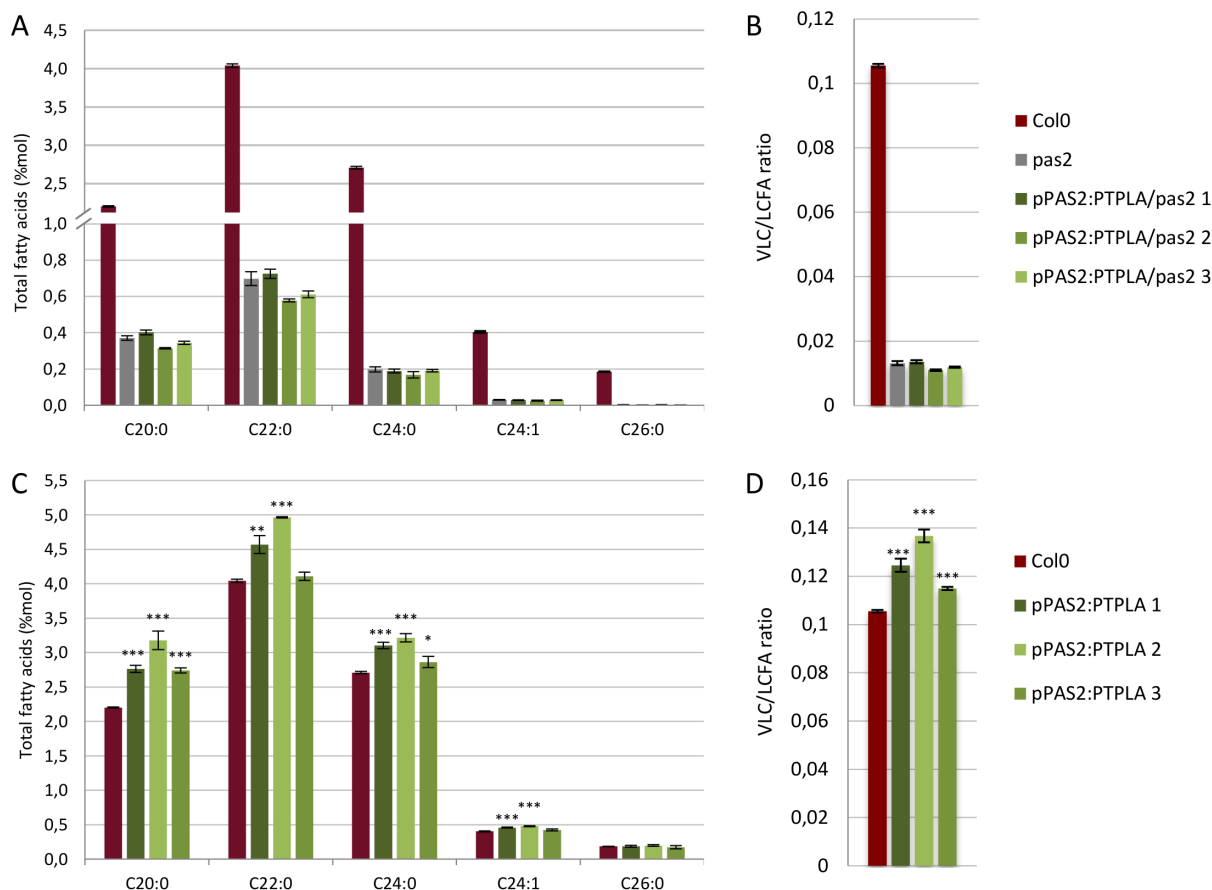 A
Total fatty acids (%mol)
4,5
4,0
3,5
3,0
2,5
1,0
0,8
0,6
0,4
0,2
0,0
C20:0 C22:0 C24:0 C24:1 C26:0
B
VLC/LCFA ratio
0,12
0,1
0,08
0,06
0,04
0,02
0
Col0
pas2
pPAS2:PTPLA/pas2 1
pPAS2:PTPLA/pas2 2
pPAS2:PTPLA/pas2 3
C
Total fatty acids (%mol)
5,5
5,0
4,5
4,0
3,5
3,0
2,5
2,0
1,5
1,0
0,5
0,0
*** *** ***
** ***
*** *** *
*** ***
C20:0 C22:0 C24:0 C24:1 C26:0
D
VLC/LCFA ratio
0,16
0,14
0,12
0,1
0,08
0,06
0,04
0,02
0
*** *** ***
Col0
pPAS2:PTPLA 1
pPAS2:PTPLA 2
pPAS2:PTPLA 3